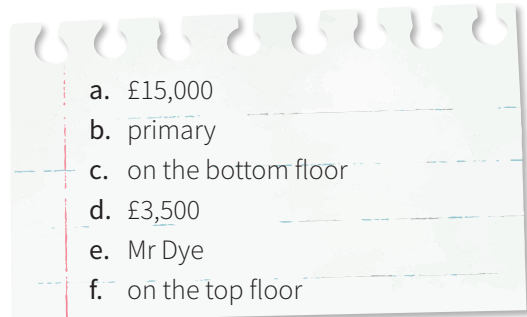 a. £15,000
b. primary
c. on the bottom floor
d. £3,500
e. Mr Dye
f. on the top floor